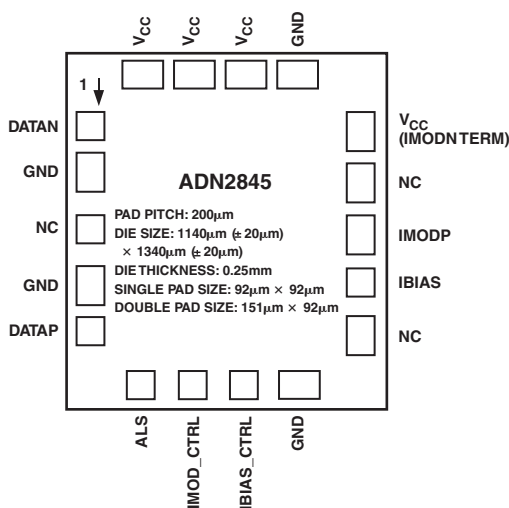 VCC
VCC
VCC
GND
1
DATAN
GND
NC
GND
DATAP
ADN2845
PAD PITCH: 200µm
DIE SIZE: 1140µm (± 20µm)
× 1340µm (± 20µm)
DIE THICKNESS: 0.25mm
SINGLE PAD SIZE: 92µm × 92µm
DOUBLE PAD SIZE: 151µm × 92µm
VCC
(IMODN TERM)
NC
IMODP
IBIAS
NC
ALS
IMOD_CTRL
IBIAS_CTRL
GND